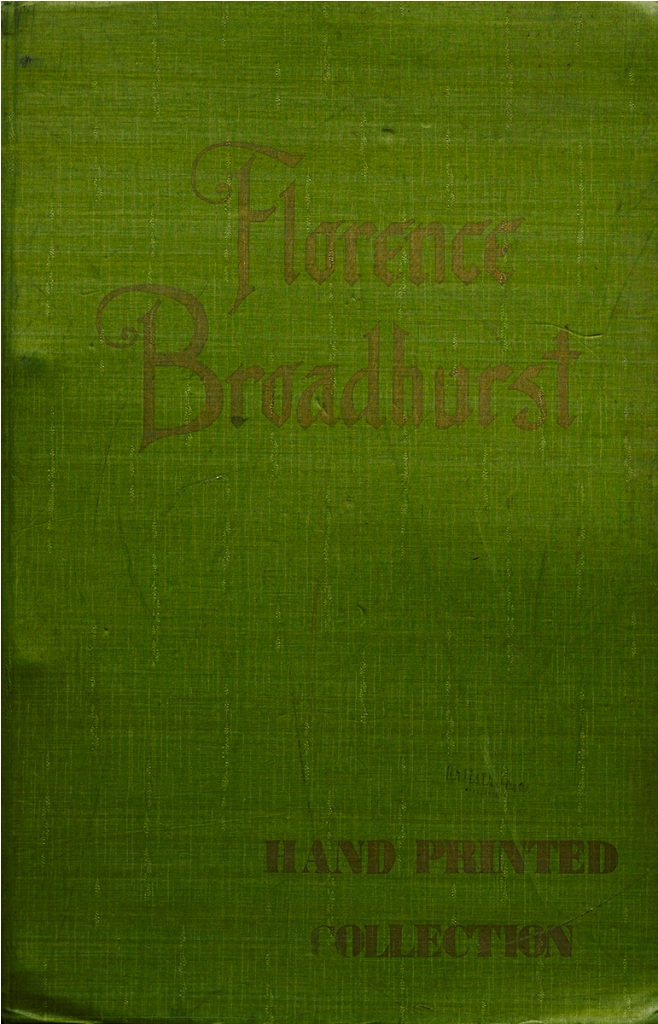 Florence
Broadhurst
HAND PRINTED
COLLECTION